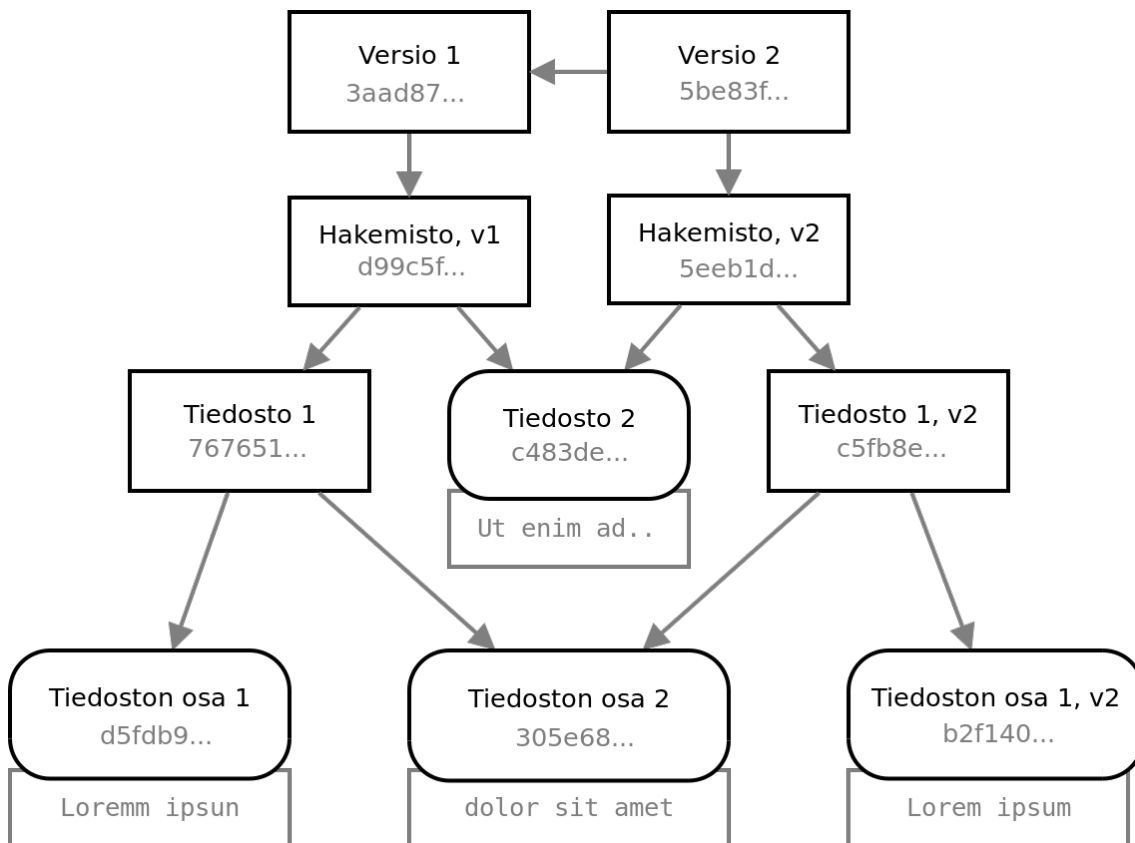 Versio 1
3aad87...
Versio 2
5be83f...
Hakemisto, v1
d99c5f...
Hakemisto, v2
5eeb1d...
Tiedosto 1
767651...
Tiedosto 2
c483de...
Ut enim ad..
Tiedosto 1, v2
c5fb8e...
Tiedoston osa 1
d5fdb9...
Loremm ipsun
Tiedoston osa 2
305e68...
dolor sit amet
Tiedoston osa 1, v2
b2f140...
Lorem ipsum